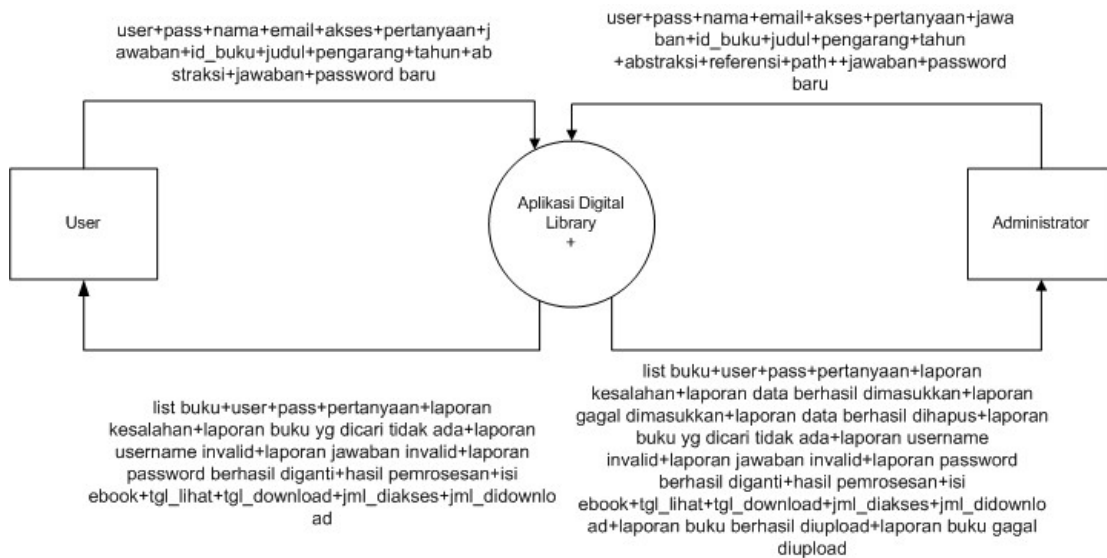 user+pass+nama+email+akses+pertanyaan+j
awaban+id_buku+judul+pengarang+tahun+ab
straksi+jawaban+password baru
user+pass+nama+email+akses+pertanyaan+jawa
ban+id_buku+judul+pengarang+tahun
+abstraksi+referensi+path++jawaban+password
baru
User
Aplikasi Digital
Library
+
Administrator
list buku+user+pass+pertanyaan+laporan
kesalahan+laporan buku yg dicari tidak ada+laporan
username invalid+laporan jawaban invalid+laporan
password berhasil diganti+hasil pemrosesan+isi
ebook+tgl_lihat+tgl_download+jml_diakses+jml_didownlo
ad
list buku+user+pass+pertanyaan+laporan
kesalahan+laporan data berhasil dimasukkan+laporan
gagal dimasukkan+laporan data berhasil dihapus+laporan
buku yg dicari tidak ada+laporan username
invalid+laporan jawaban invalid+laporan password
berhasil diganti+hasil pemrosesan+isi
ebook+tgl_lihat+tgl_download+jml_diakses+jml_didownlo
ad+laporan buku berhasil diupload+laporan buku gagal
diupload